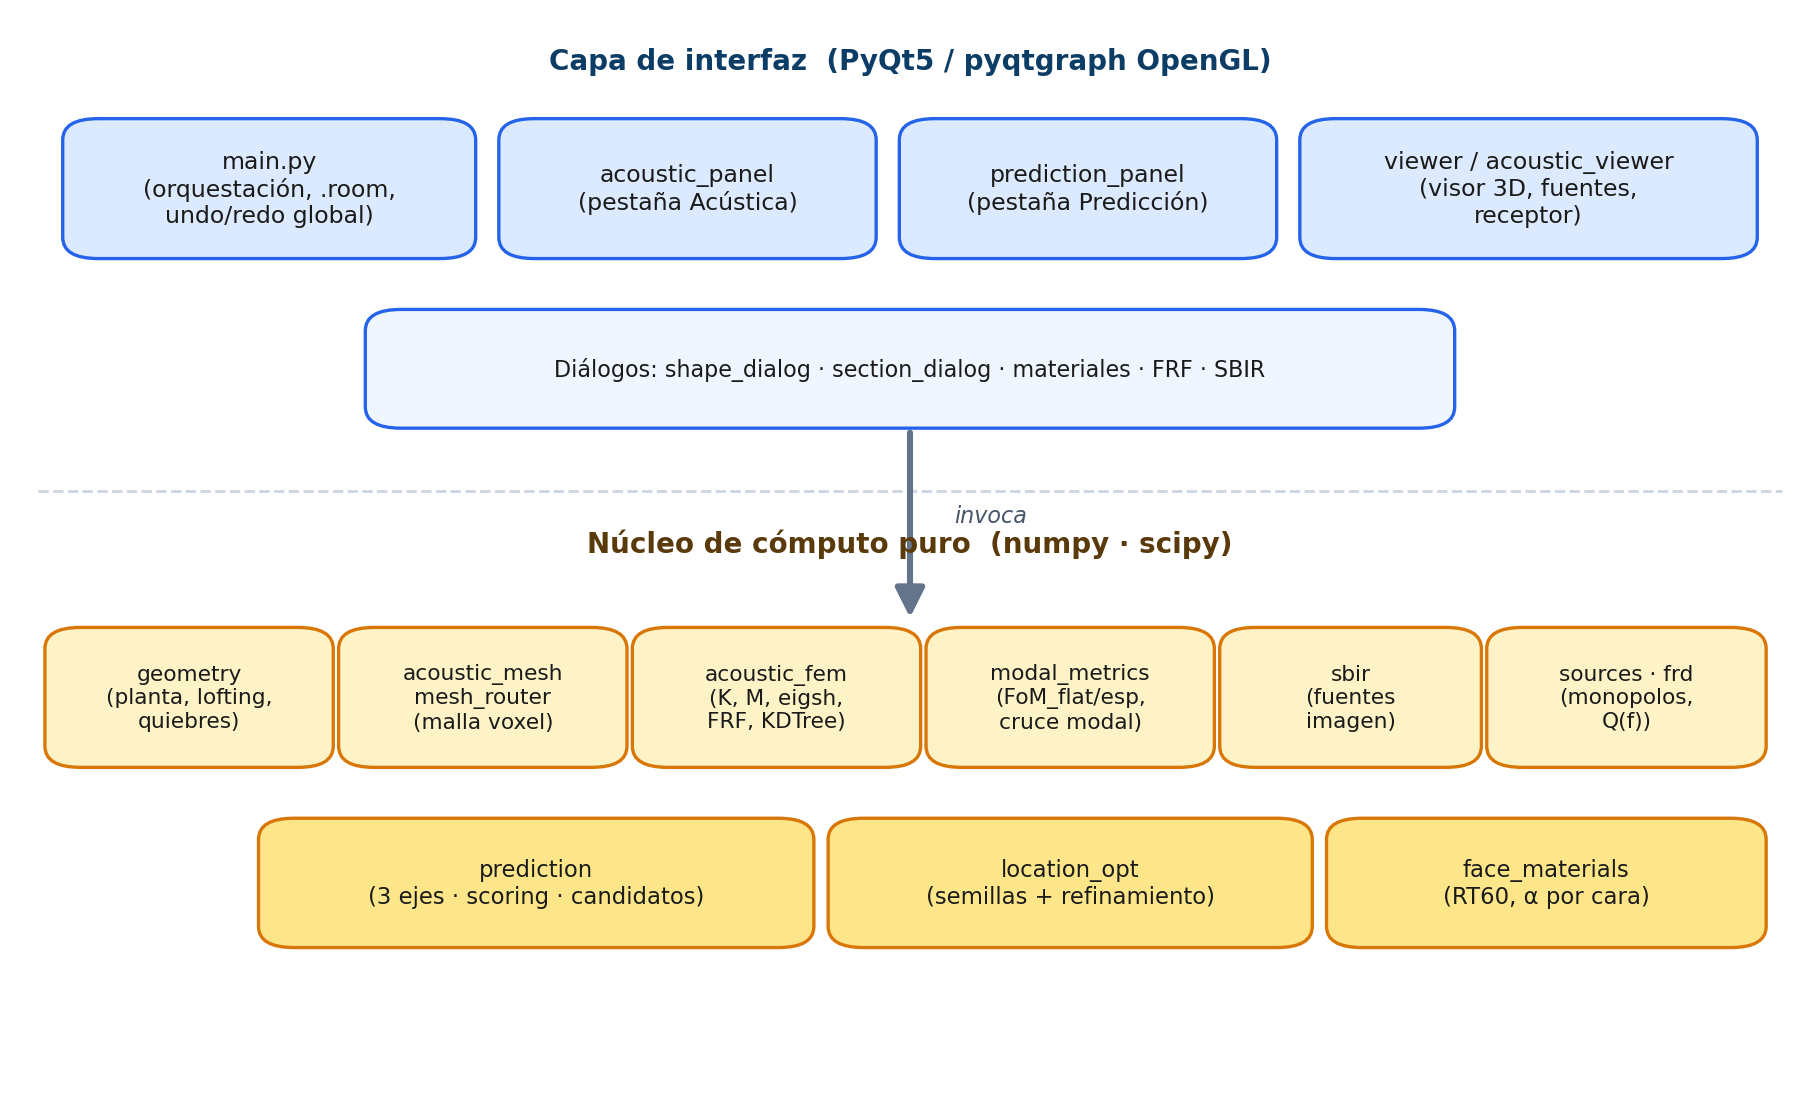 Capa de interfaz  (PyQt5 / pyqtgraph OpenGL)
main.py
(orquestación, .room,
undo/redo global)
acoustic_panel
(pestaña Acústica)
prediction_panel
(pestaña Predicción)
viewer / acoustic_viewer
(visor 3D, fuentes,
receptor)
Diálogos: shape_dialog · section_dialog · materiales · FRF · SBIR
invoca
Núcleo de cómputo puro  (numpy · scipy)
geometry
(planta, lofting,
quiebres)
acoustic_mesh
mesh_router
(malla voxel)
acoustic_fem
(K, M, eigsh,
FRF, KDTree)
modal_metrics
(FoM_flat/esp,
cruce modal)
sbir
(fuentes
imagen)
sources · frd
(monopolos,
Q(f))
prediction
(3 ejes · scoring · candidatos)
location_opt
(semillas + refinamiento)
face_materials
(RT60, α por cara)